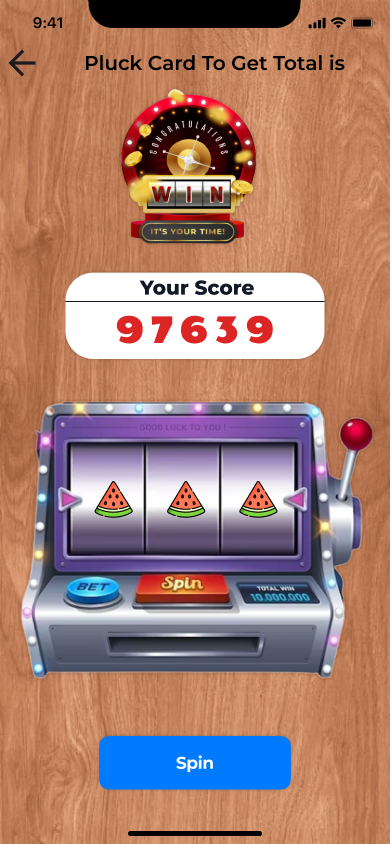 9:41
Pluck Card To Get Total is
CONGRATULATIONS
WIN
IT'S YOUR TIME!
Your Score
97639
GOOD LUCK TO YOU !
BET
Spin
TOTAL WIN
10.000.000
Spin